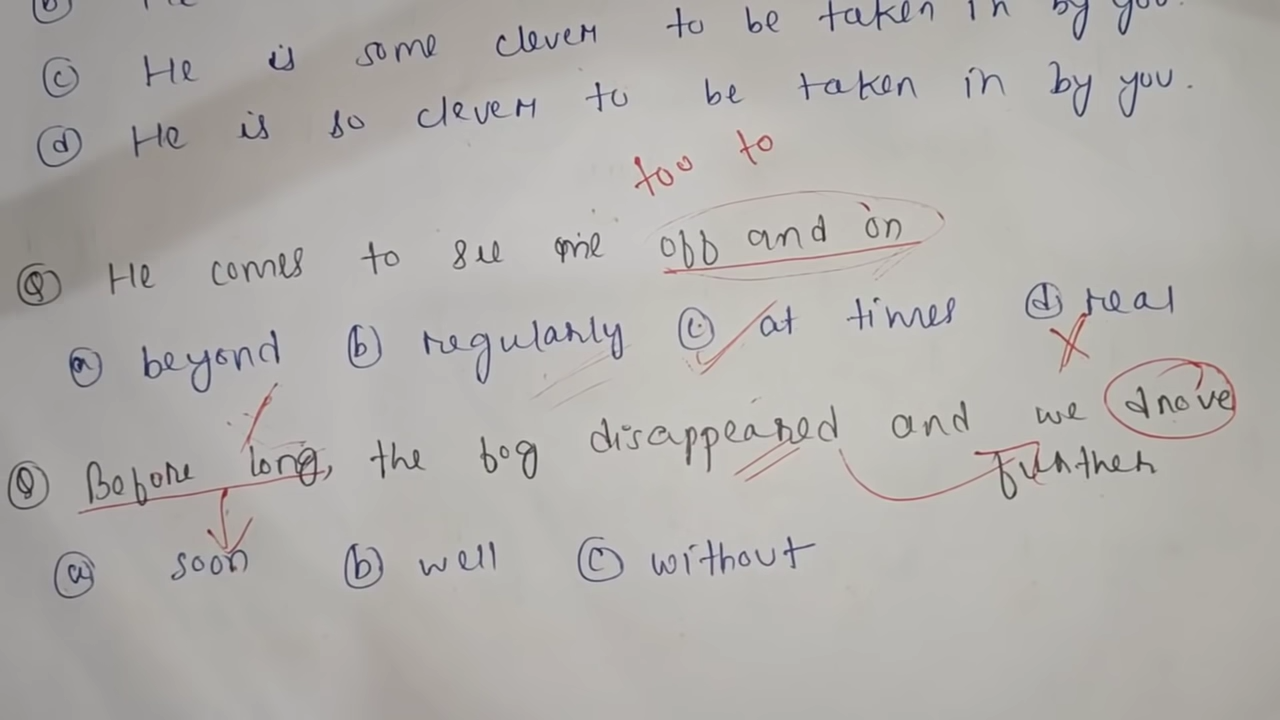 (b) He
(c) He is some clever to be taken in by you.
(d) He is so clever to be taken in by you.
too to
(Q) He comes to see me off and on
(a) beyond (b) regularly (c) at times (d) real
(Q) Before long, the fog disappeared and we drove
further
(a) soon (b) well (c) without